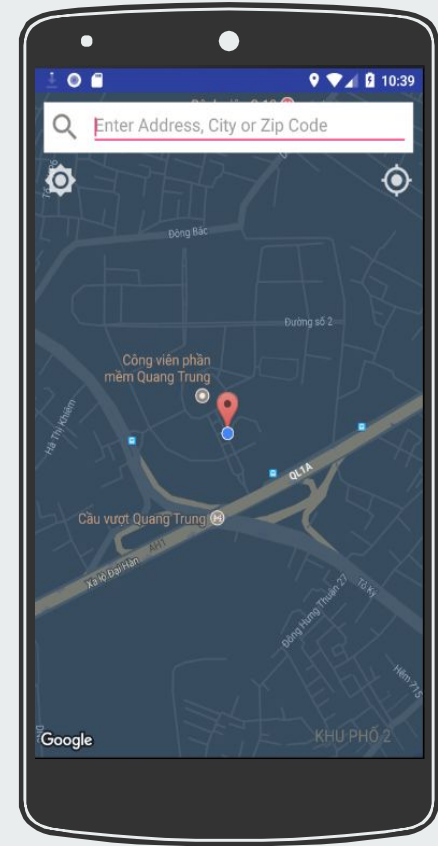 10:39
Enter Address, City or Zip Code
Đông Bắc
Đường số 2
Công viên phần
mềm Quang Trung
Hà Thị Khiêm
QL1A
Cầu vượt Quang Trung
AH1
Xa lộ Đại Hàn
Tô Ký
Đông Hưng Thuận 27
Hẻm 715
KHU PHỐ 2
Google